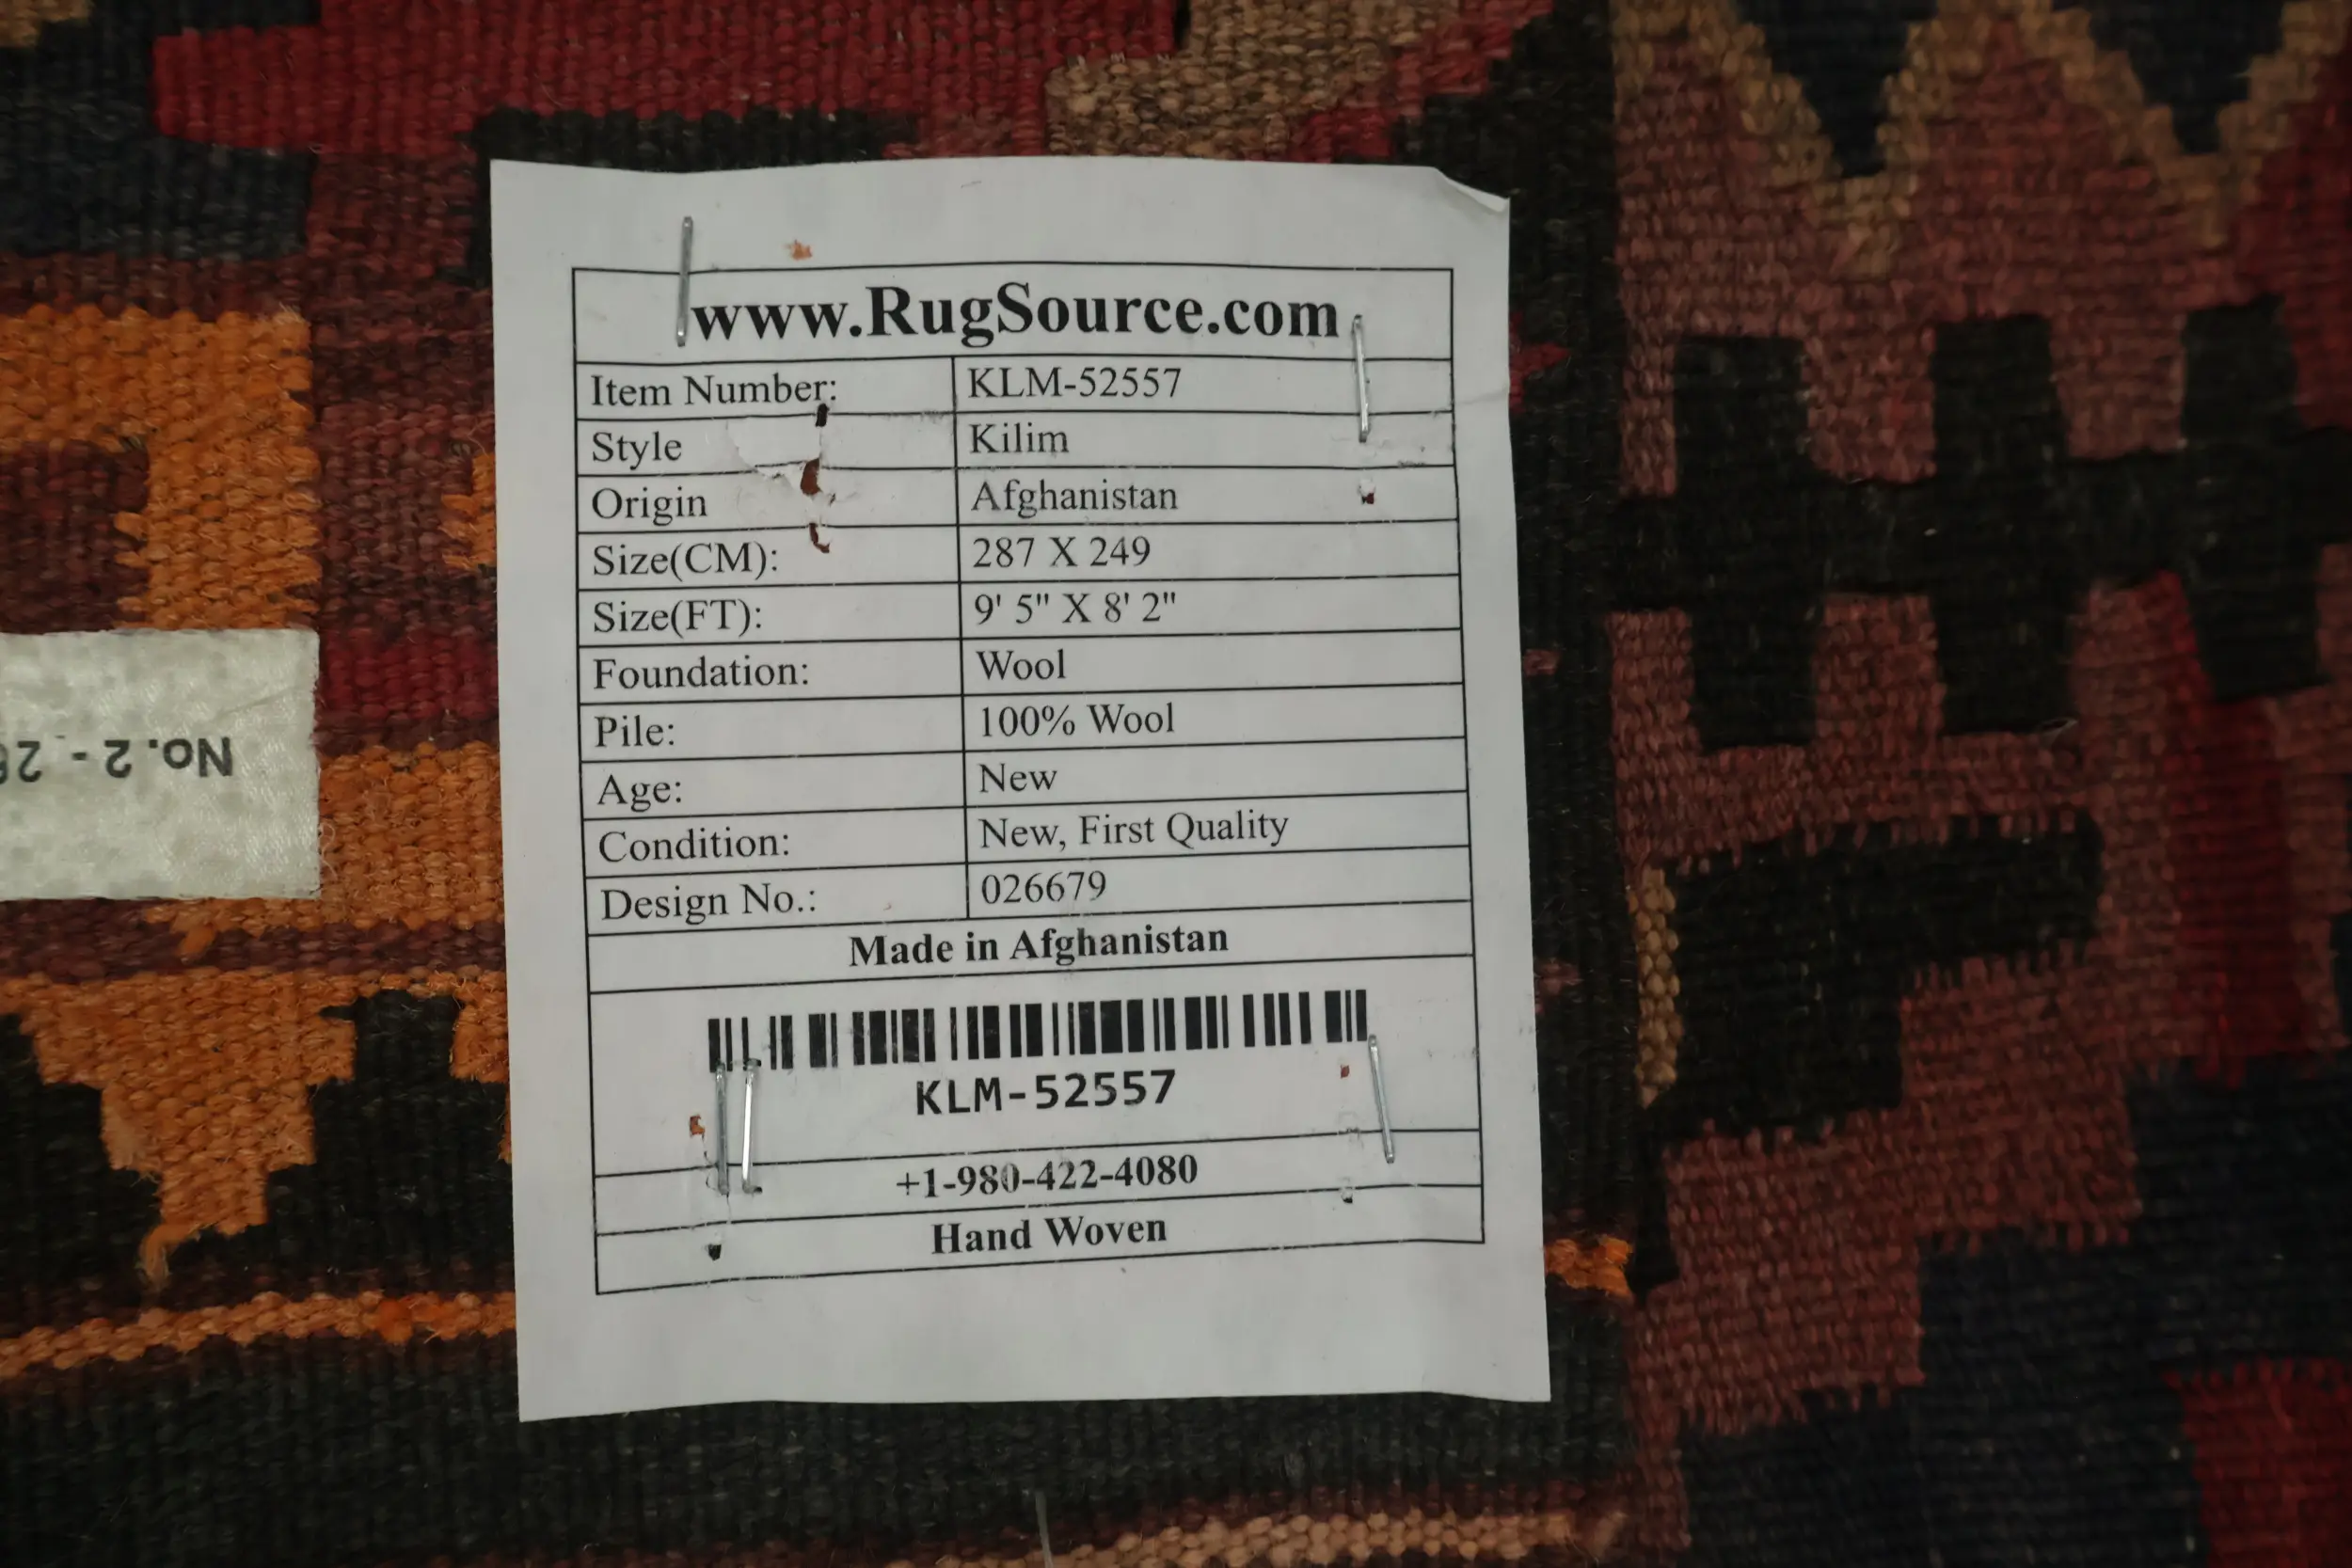 www.RugSource.com
Item Number: KLM-52557
Style Kilim
Origin Afghanistan
Size(CM): 287 X 249
Size(FT): 9' 5" X 8' 2"
Foundation: Wool
Pile: 100% Wool
Age: New
Condition: New, First Quality
Design No.: 026679
Made in Afghanistan
KLM-52557
+1-980-422-4080
Hand Woven
No. 2 -